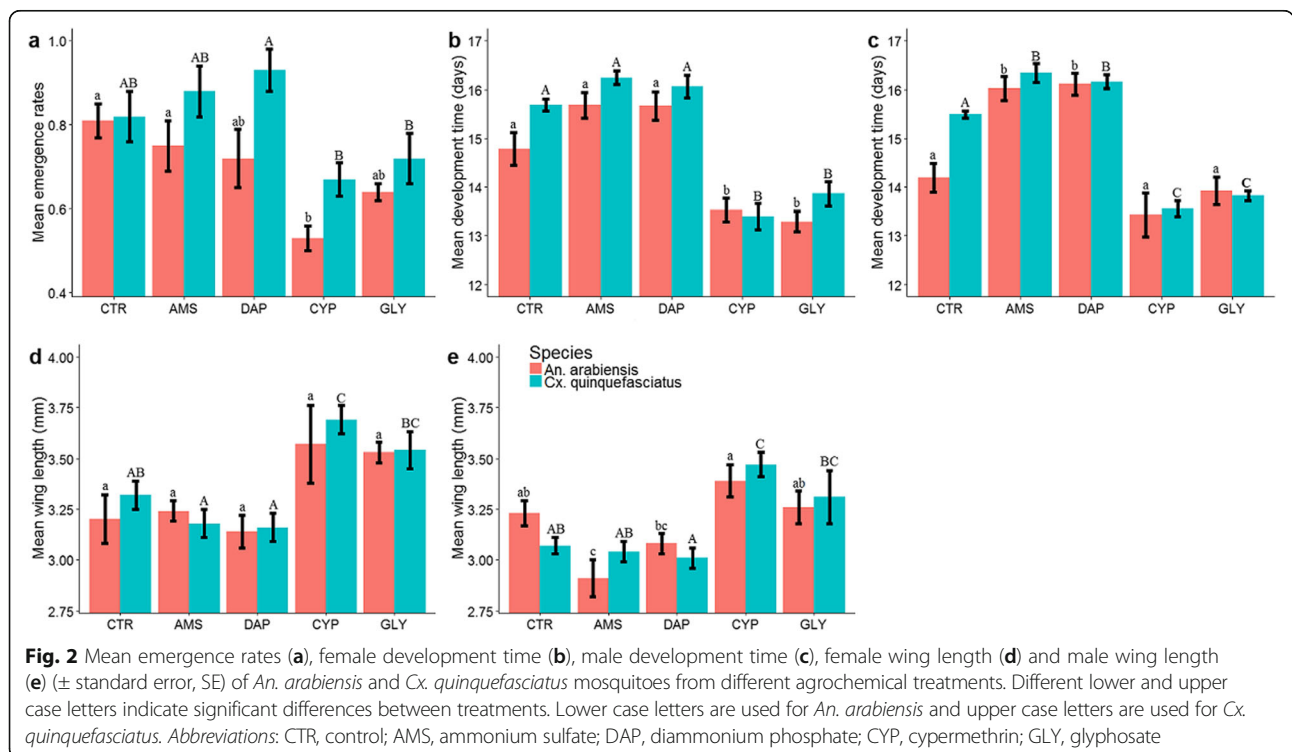 a
Mean emergence rates
1.0
0.8
0.6
0.4
a AB a AB ab A b B ab B
CTR AMS DAP CYP GLY
b
Mean development time (days)
17
16
15
14
13
12
a A a A a A b B b B
CTR AMS DAP CYP GLY
c
Mean development time (days)
17
16
15
14
13
12
a A b B b B a C a C
CTR AMS DAP CYP GLY
d
Mean wing length (mm)
4.00
3.75
3.50
3.25
3.00
2.75
a AB a A a A a C a BC
CTR AMS DAP CYP GLY
e
Mean wing length (mm)
4.00
3.75
3.50
3.25
3.00
2.75
Species
An. arabiensis
Cx. quinquefasciatus
ab AB c AB bc A a C ab BC
CTR AMS DAP CYP GLY
Fig. 2 Mean emergence rates (a), female development time (b), male development time (c), female wing length (d) and male wing length
(e) (± standard error, SE) of An. arabiensis and Cx. quinquefasciatus mosquitoes from different agrochemical treatments. Different lower and upper
case letters indicate significant differences between treatments. Lower case letters are used for An. arabiensis and upper case letters are used for Cx.
quinquefasciatus. Abbreviations: CTR, control; AMS, ammonium sulfate; DAP, diammonium phosphate; CYP, cypermethrin; GLY, glyphosate